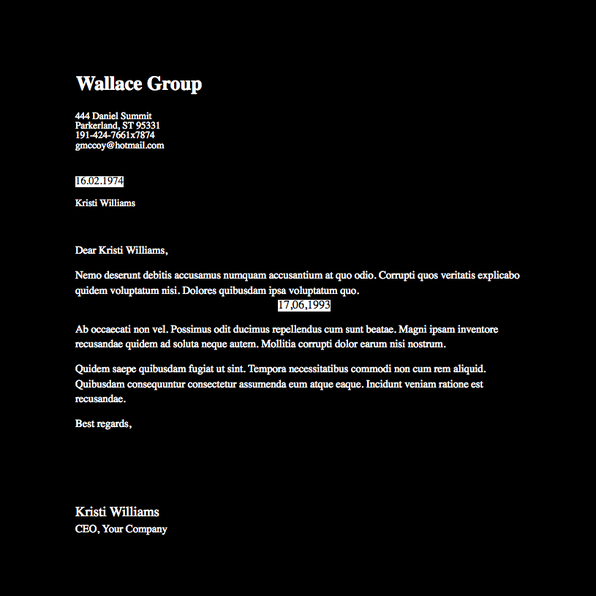 Wallace Group
444 Daniel Summit
Parkerland, ST 95331
191-424-7661x7874
gmccoy@hotmail.com
16.02.1974
Kristi Williams
Dear Kristi Williams,
Nemo deserunt debitis accusamus numquam accusantium at quo odio. Corrupti quos veritatis explicabo
quidem voluptatum nisi. Dolores quibusdam ipsa voluptatum quo.
17,06,1993
Ab occaecati non vel. Possimus odit ducimus repellendus cum sunt beatae. Magni ipsam inventore
recusandae quidem ad soluta neque autem. Mollitia corrupti dolor earum nisi nostrum.
Quidem saepe quibusdam fugiat ut sint. Tempora necessitatibus commodi non cum rem aliquid.
Quibusdam consequuntur consectetur assumenda eum atque eaque. Incidunt veniam ratione est
recusandae.
Best regards,
Kristi Williams
CEO, Your Company